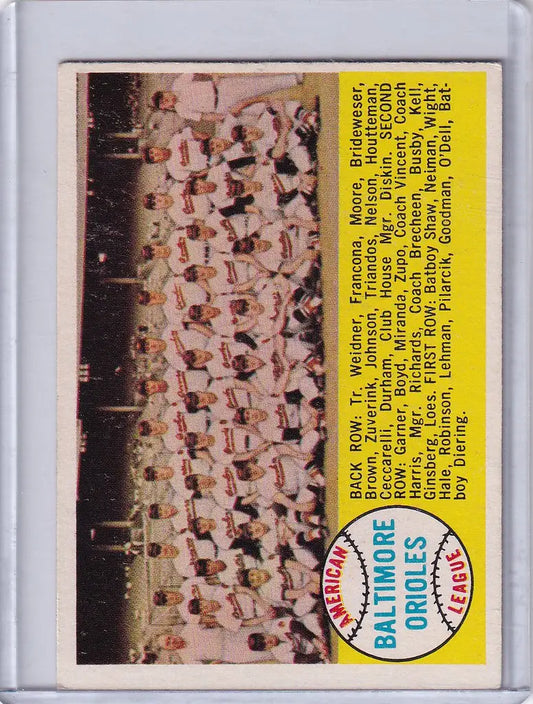 BACK ROW: Tr. Weidner, Francona, Moore, Brideweser,
Brown, Zuverink, Johnson, Triandos, Nelson, Houtteman,
Ceccarelli, Durham, Club House Mgr. Diskin. SECOND
ROW: Garner, Boyd, Miranda, Zupo, Coach Vincent, Coach
Harris, Mgr. Richards, Coach Brecheen, Busby, Kell,
Ginsberg, Loes. FIRST ROW: Batboy Shaw, Neiman, Wight,
Hale, Robinson, Lehman, Pilarcik, Goodman, O'Dell, Bat-
boy Diering.
AMERICAN
BALTIMORE
ORIOLES
LEAGUE